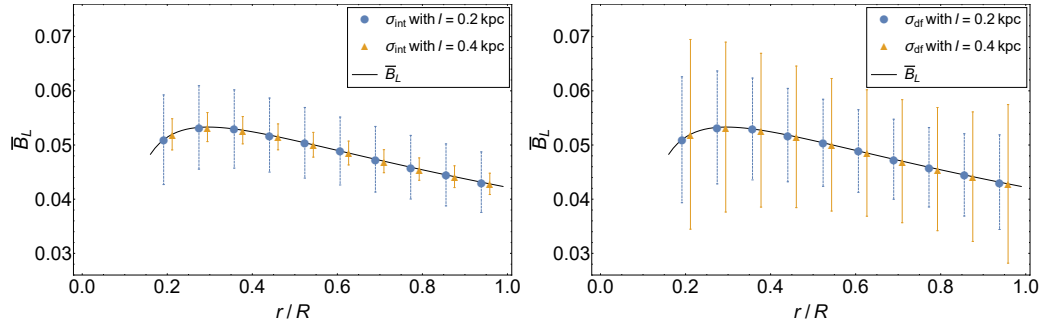 σint with l = 0.2 kpc
σint with l = 0.4 kpc
B̅L
0.07
0.06
0.05
0.04
0.03
B̅L
0.0 0.2 0.4 0.6 0.8 1.0
r / R
σdf with l = 0.2 kpc
σdf with l = 0.4 kpc
B̅L
0.07
0.06
0.05
0.04
0.03
B̅L
0.0 0.2 0.4 0.6 0.8 1.0
r / R